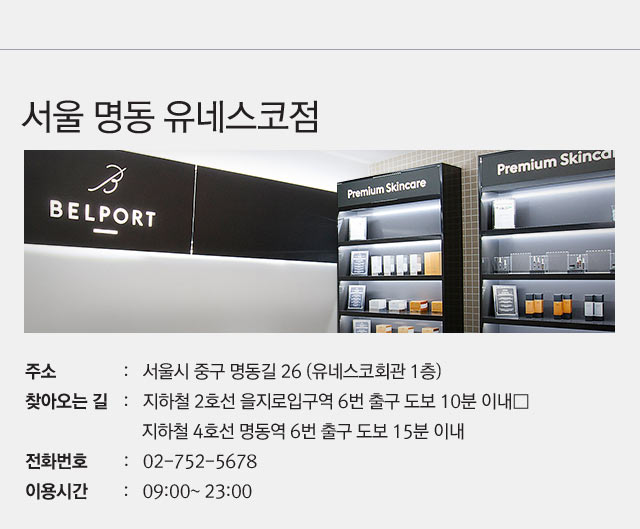 서울 명동 유네스코점
BELPORT
Premium Skincare
Premium Skincar
주소 : 서울시 중구 명동길 26 (유네스코회관 1층)
찾아오는 길 : 지하철 2호선 을지로입구역 6번 출구 도보 10분 이내□
지하철 4호선 명동역 6번 출구 도보 15분 이내
전화번호 : 02-752-5678
이용시간 : 09:00~ 23:00